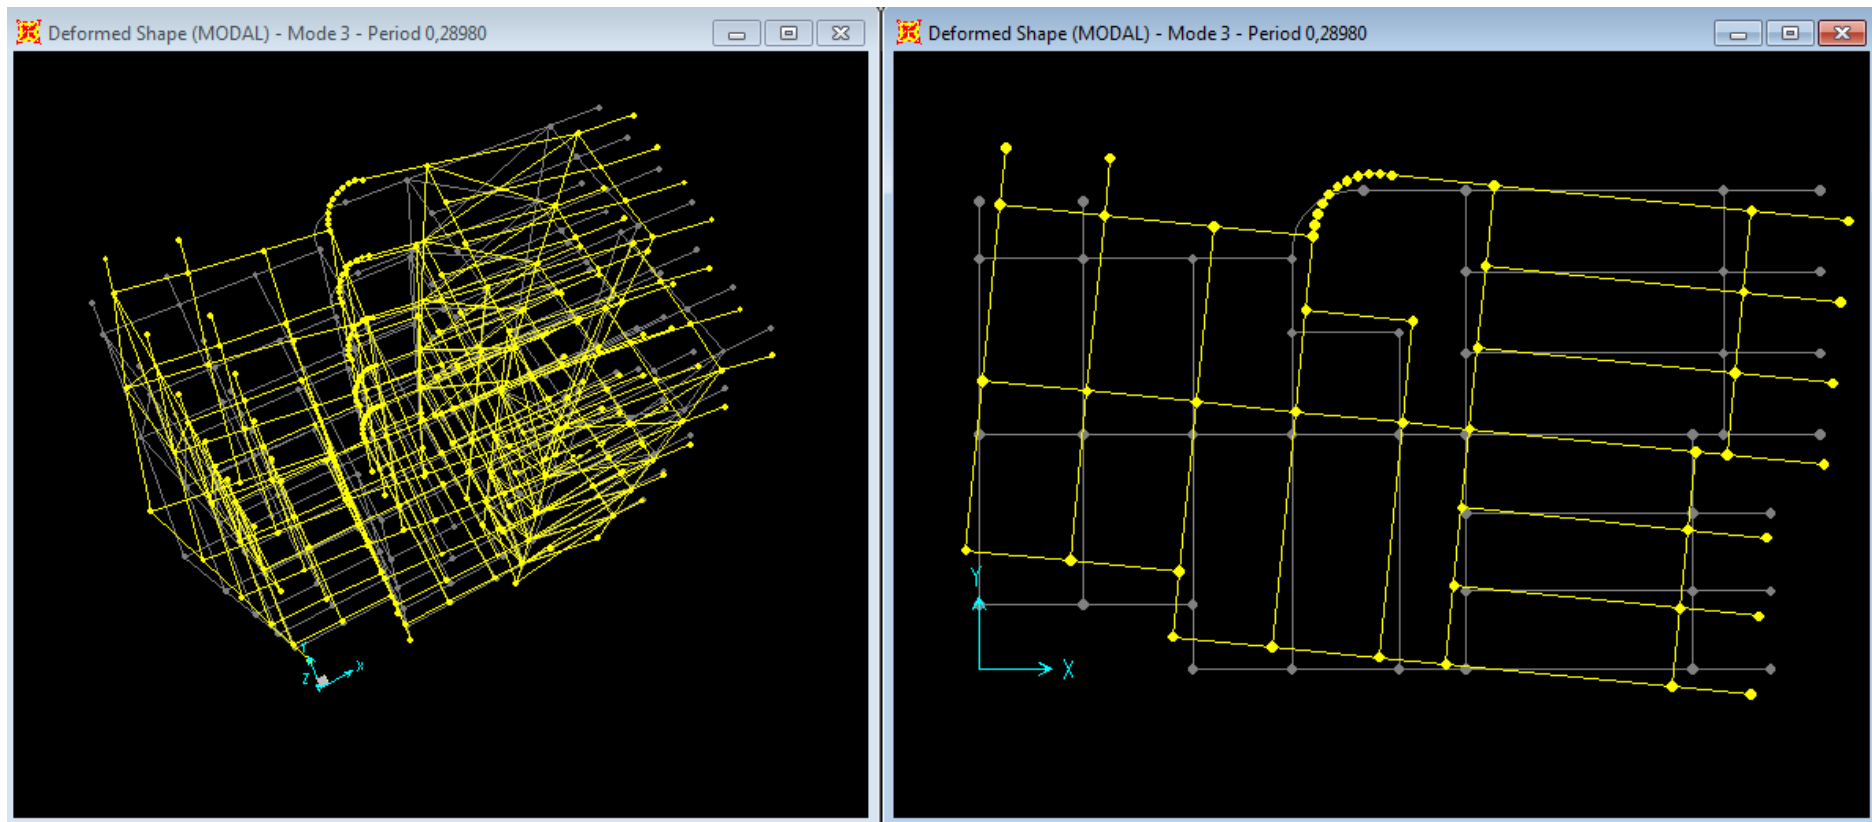 Deformed Shape (MODAL) - Mode 3 - Period 0,28980
Deformed Shape (MODAL) - Mode 3 - Period 0,28980
Y
X
Z
Y
X